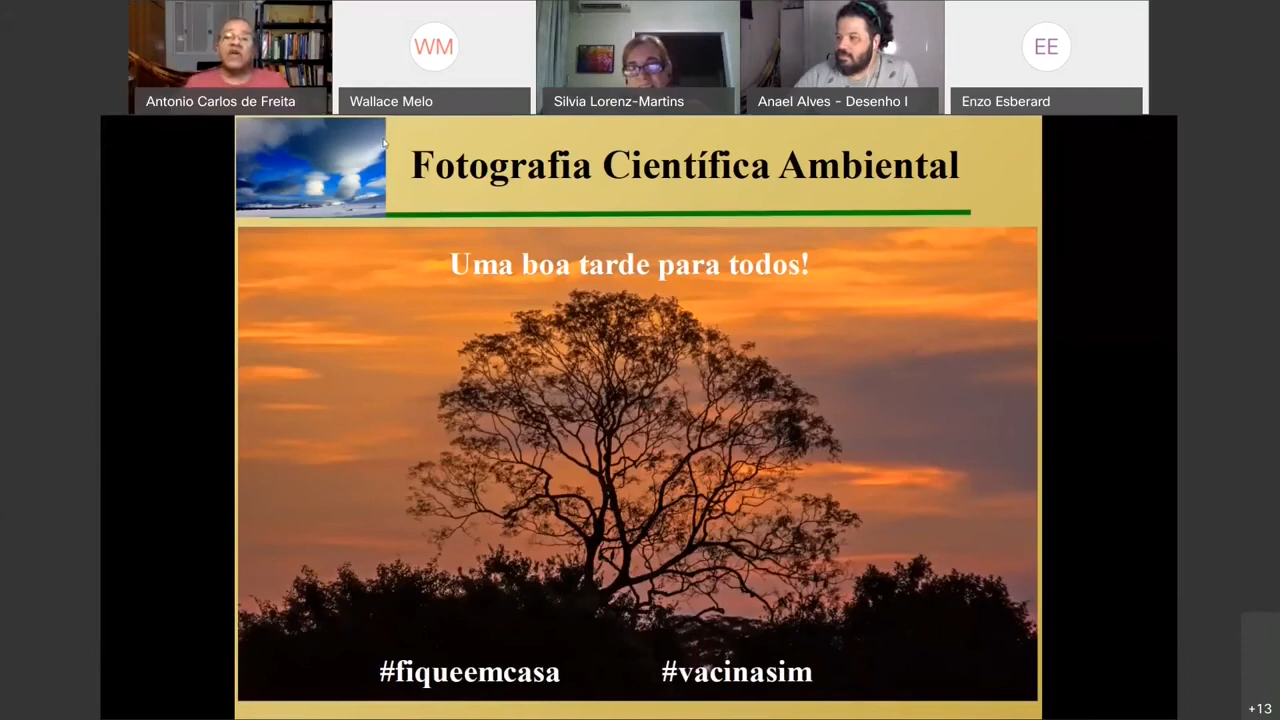 WM
EE
Antonio Carlos de Freita
Wallace Melo
Silvia Lorenz-Martins
Anael Alves - Desenho I
Enzo Esberard
Fotografia Científica Ambiental
Uma boa tarde para todos!
#fiqueemcasa
#vacinasim
+13